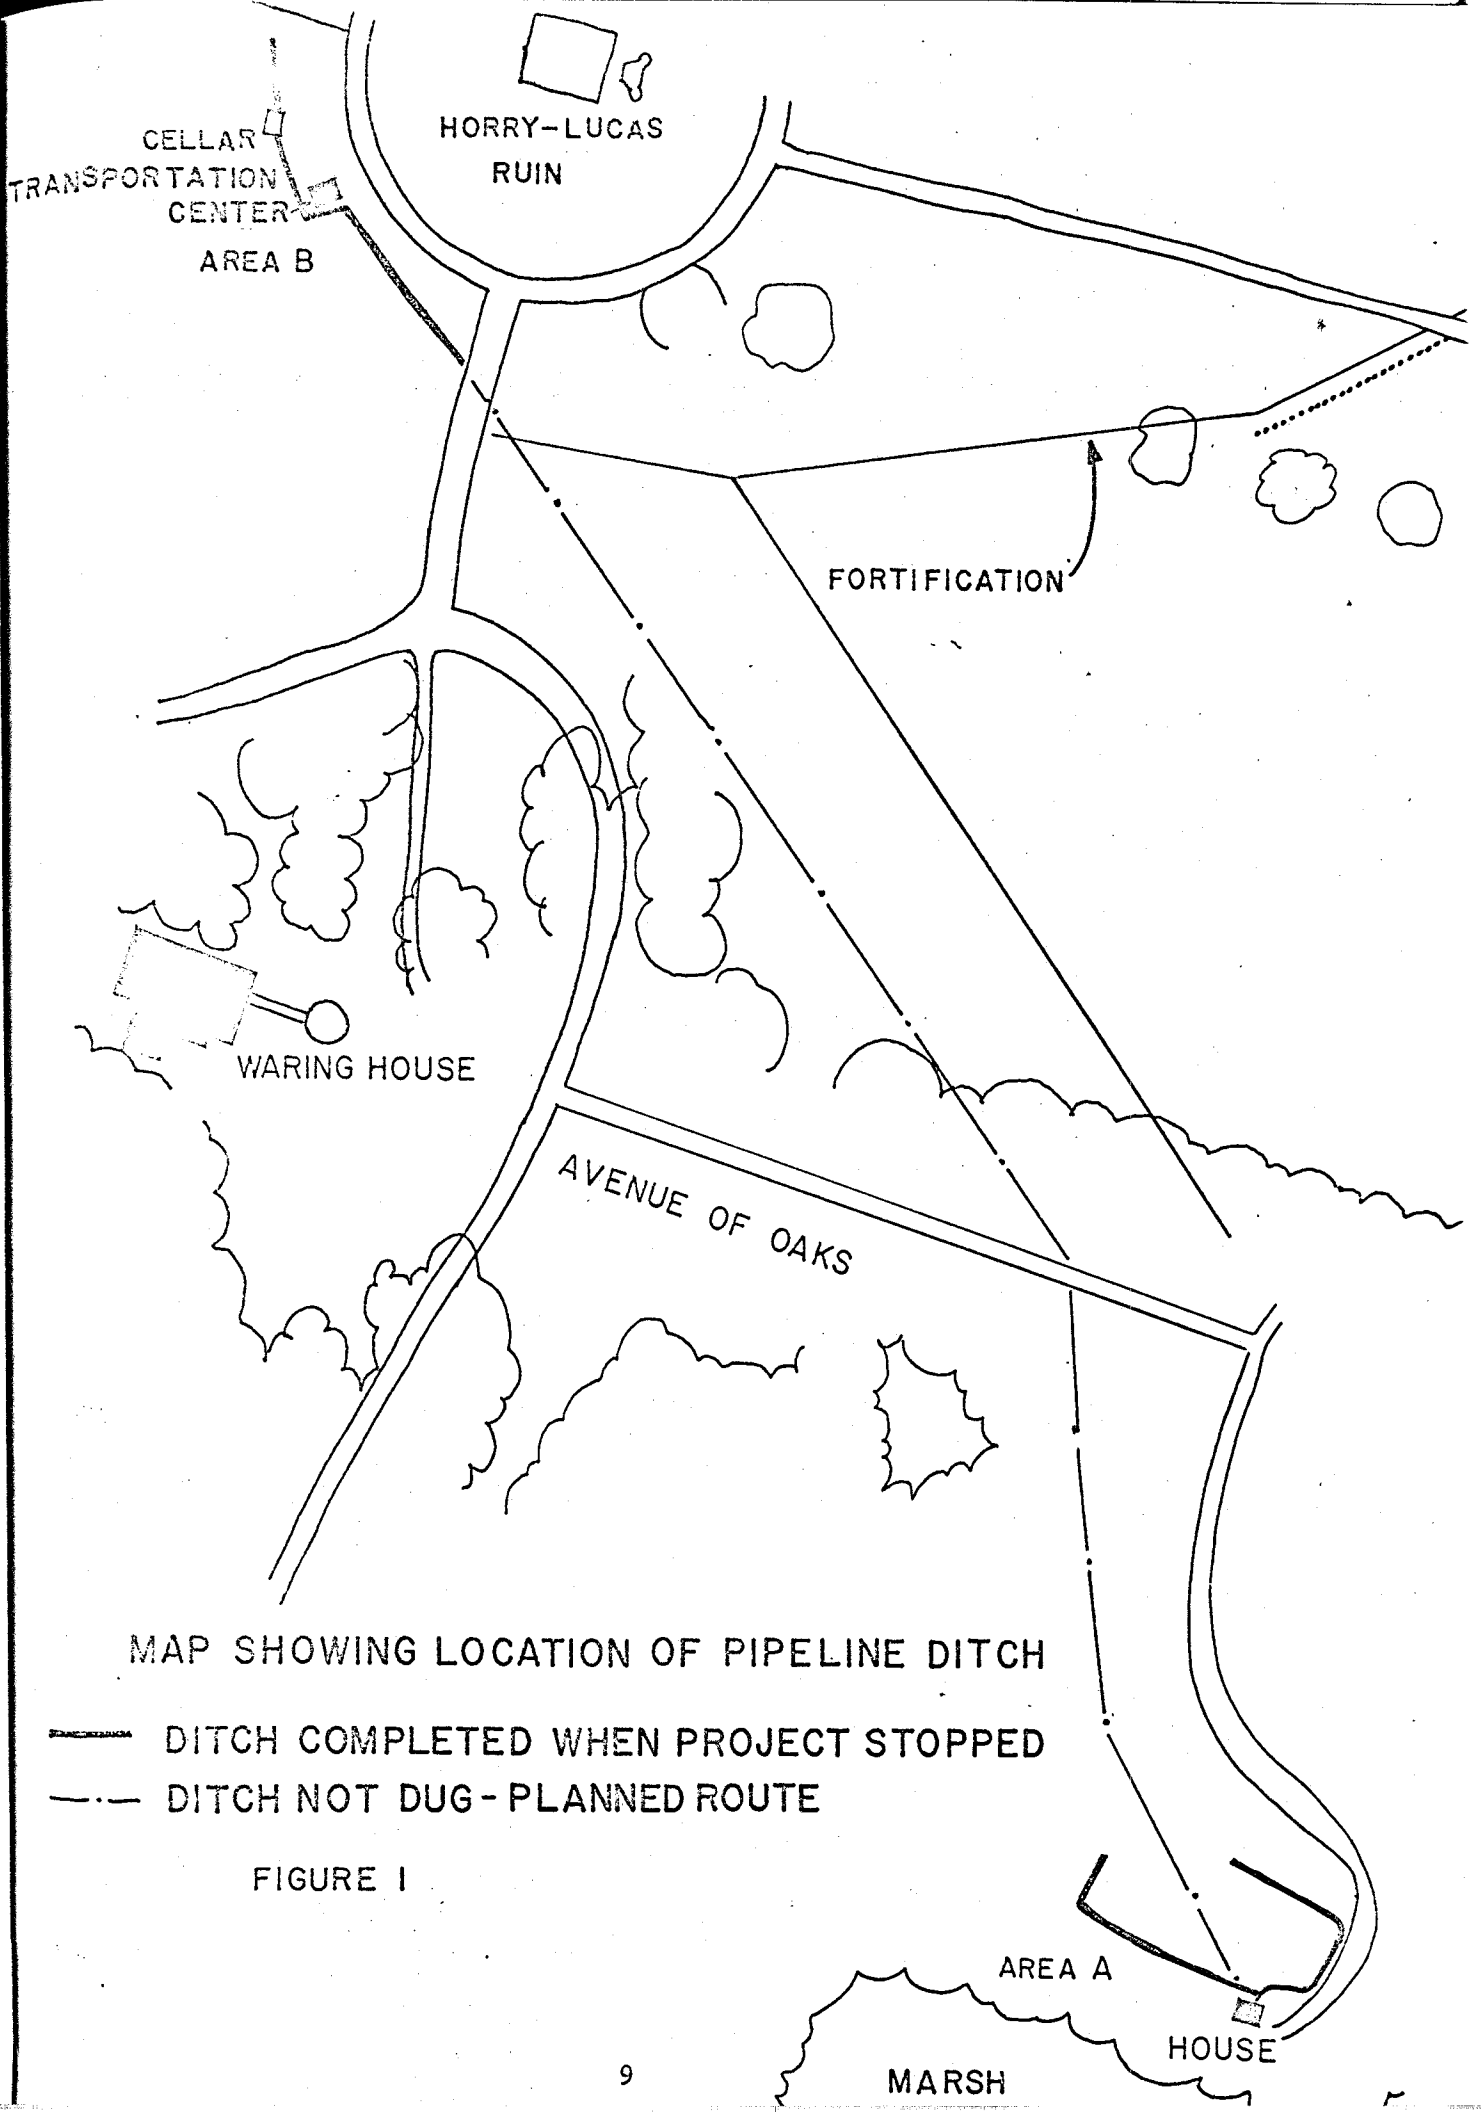 HORRY-LUCAS
RUIN
CELLAR
TRANSPORTATION
CENTER
AREA B
FORTIFICATION
WARING HOUSE
AVENUE OF OAKS
MAP SHOWING LOCATION OF PIPELINE DITCH
DITCH COMPLETED WHEN PROJECT STOPPED
DITCH NOT DUG-PLANNED ROUTE
FIGURE 1
AREA A
HOUSE
MARSH
9